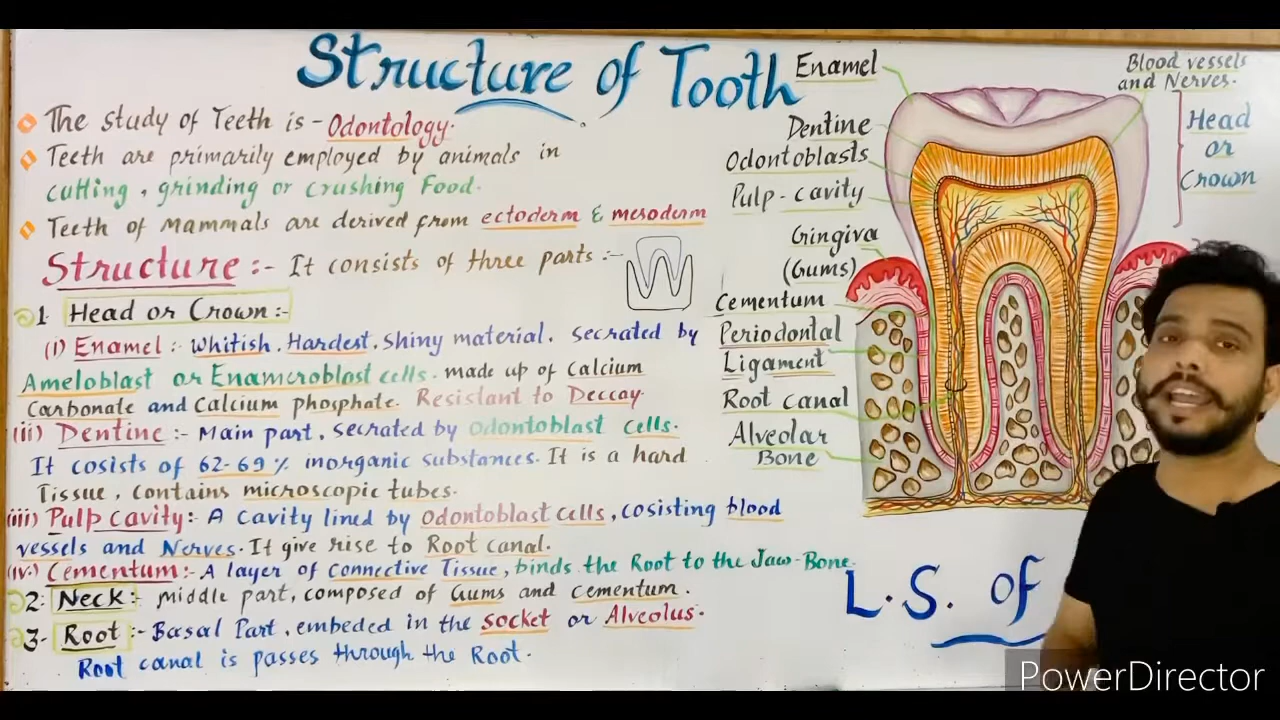 Structure of Tooth
The study of Teeth is - Odontology.
Teeth are primarily employed by animals in
cutting, grinding or crushing Food.
Teeth of mammals are derived from ectoderm & mesoderm
Structure :- It consists of three parts :-
1. Head or Crown :-
(i) Enamel :- Whitish, Hardest, Shiny material, secrated by
Ameloblast or Enameroblast cells. made up of Calcium
Carbonate and Calcium phosphate. Resistant to Deccay.
(ii) Dentine :- Main part, secrated by Odontoblast cells.
It cosists of 62-69% inorganic substances. It is a hard
Tissue, contains microscopic tubes.
(iii) Pulp cavity :- A cavity lined by Odontoblast cells, cosisting blood
vessels and Nerves. It give rise to Root canal.
(iv) Cementum :- A layer of connective Tissue, binds the Root to the Jaw-Bone.
2. Neck :- middle part, composed of Gums and cementum.
3. Root :- Basal Part, embeded in the socket or Alveolus.
Root canal is passes through the Root.
Enamel
Dentine
Odontoblasts
Pulp-cavity
Gingiva
(Gums)
Cementum
Periodontal
Ligament
Root canal
Alveolar
Bone
Blood vessels
and Nerves.
Head
or
Crown
L.S. of
PowerDirector